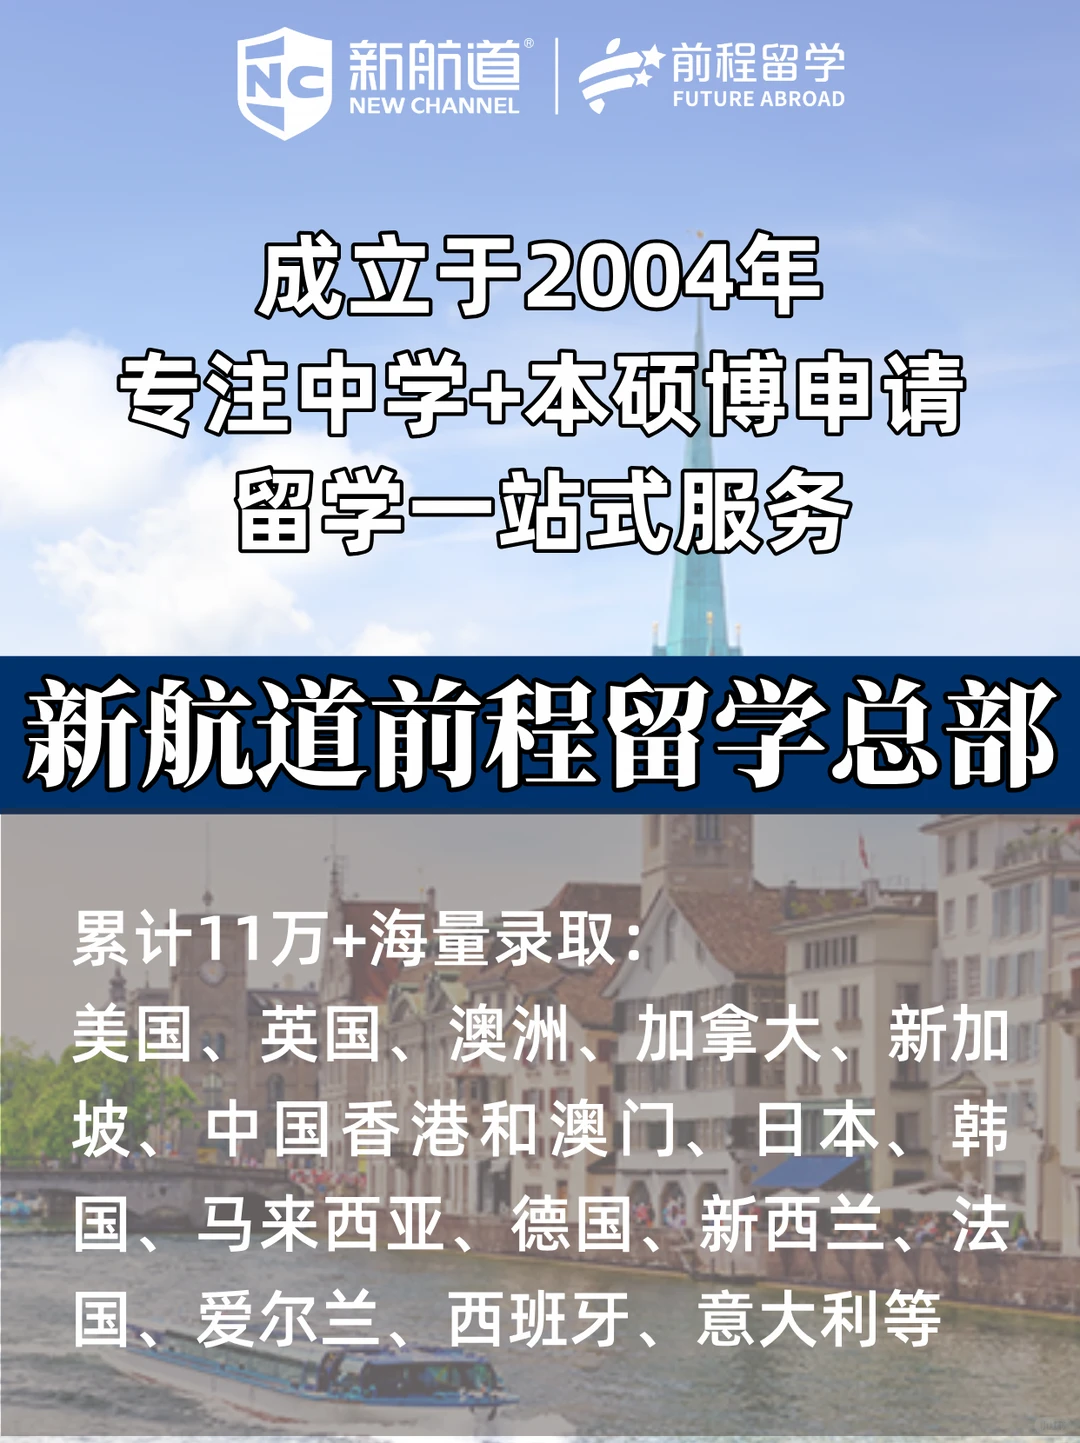 NC
新航道®
NEW CHANNEL
前程留学
FUTURE ABROAD
成立于2004年
专注中学+本硕博申请
留学一站式服务
新航道前程留学总部
累计11万+海量录取：
美国、英国、澳洲、加拿大、新加
坡、中国香港和澳门、日本、韩
国、马来西亚、德国、新西兰、法
国、爱尔兰、西班牙、意大利等